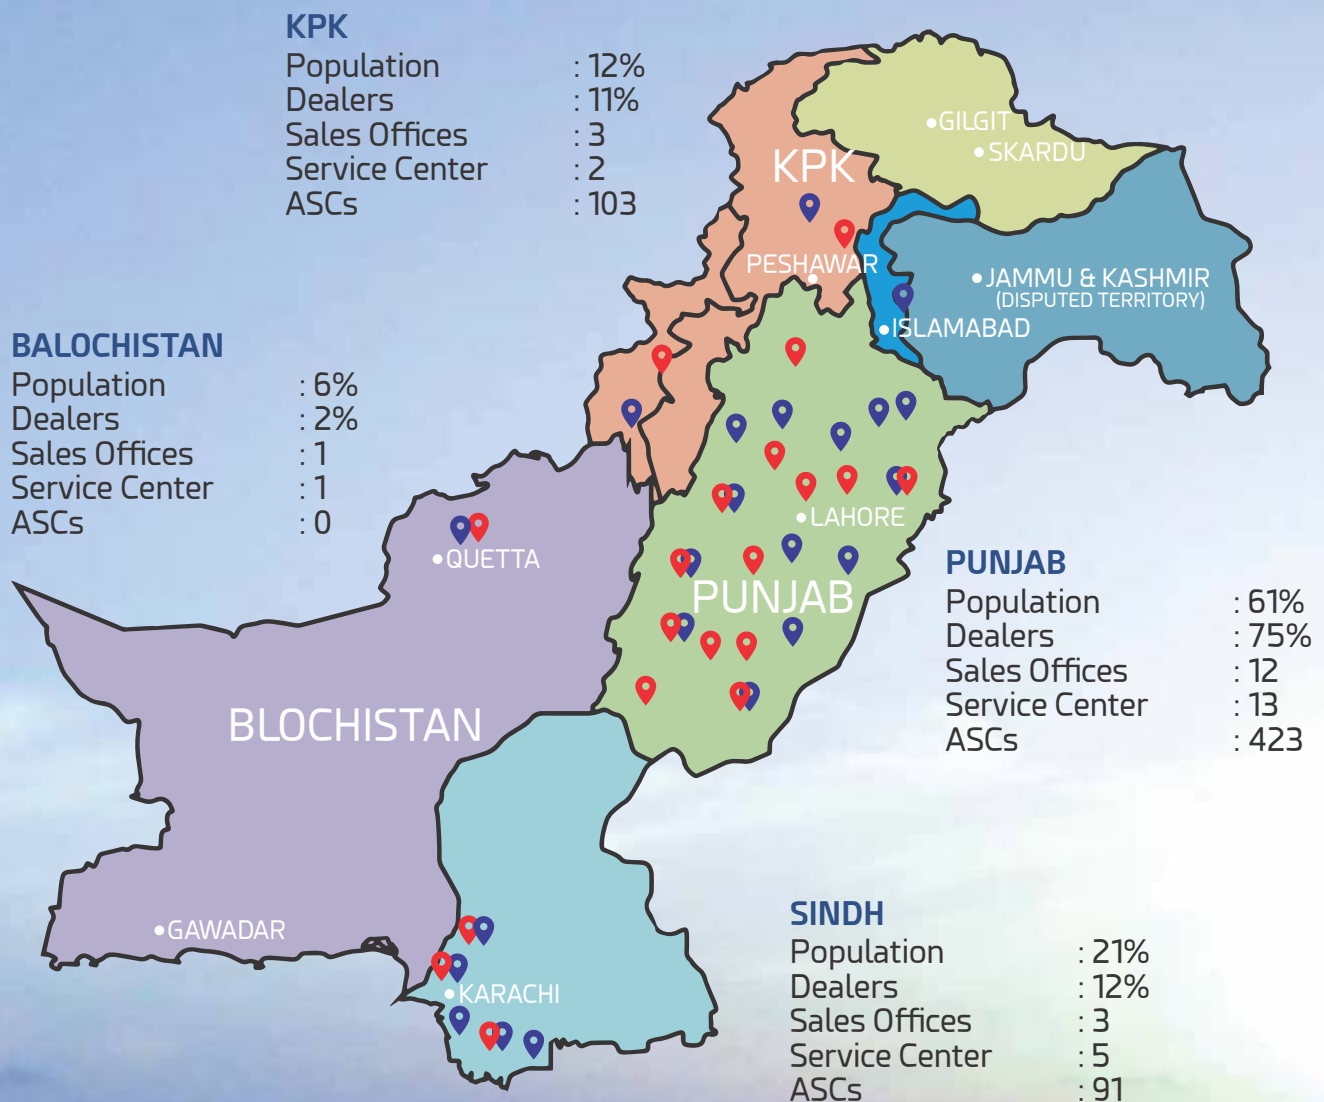 KPK
Population : 12%
Dealers : 11%
Sales Offices : 3
Service Center : 2
ASCs : 103
GILGIT
SKARDU
KPK
PESHAWAR
JAMMU & KASHMIR
(DISPUTED TERRITORY)
ISLAMABAD
BALOCHISTAN
Population : 6%
Dealers : 2%
Sales Offices : 1
Service Center : 1
ASCs : 0
LAHORE
QUETTA
PUNJAB
PUNJAB
Population : 61%
Dealers : 75%
Sales Offices : 12
Service Center : 13
ASCs : 423
BLOCHISTAN
GAWADAR
KARACHI
SINDH
Population : 21%
Dealers : 12%
Sales Offices : 3
Service Center : 5
ASCs : 91